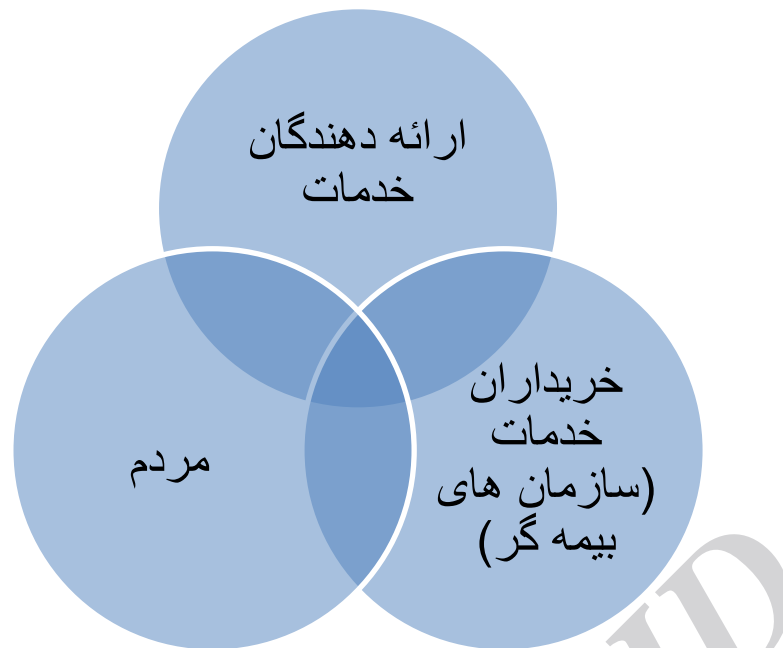 ارائه دهندگان
خدمات
خریداران
خدمات
(سازمان های
بیمه گر)
مردم